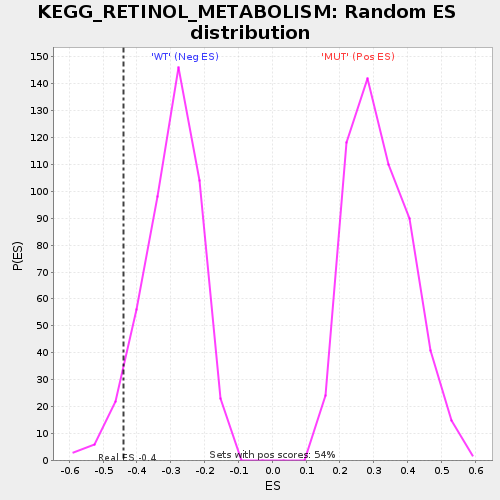 KEGG_RETINOL_METABOLISM: Random ES
distribution
'WT' (Neg ES) 'MUT' (Pos ES)
150
140
130
120
110
100
90
80
70
60
50
40
30
20
10
0
P(ES)
Real ES -0.4
Sets with pos scores: 54%
-0.6 -0.5 -0.4 -0.3 -0.2 -0.1 0.0 0.1 0.2 0.3 0.4 0.5 0.6
ES